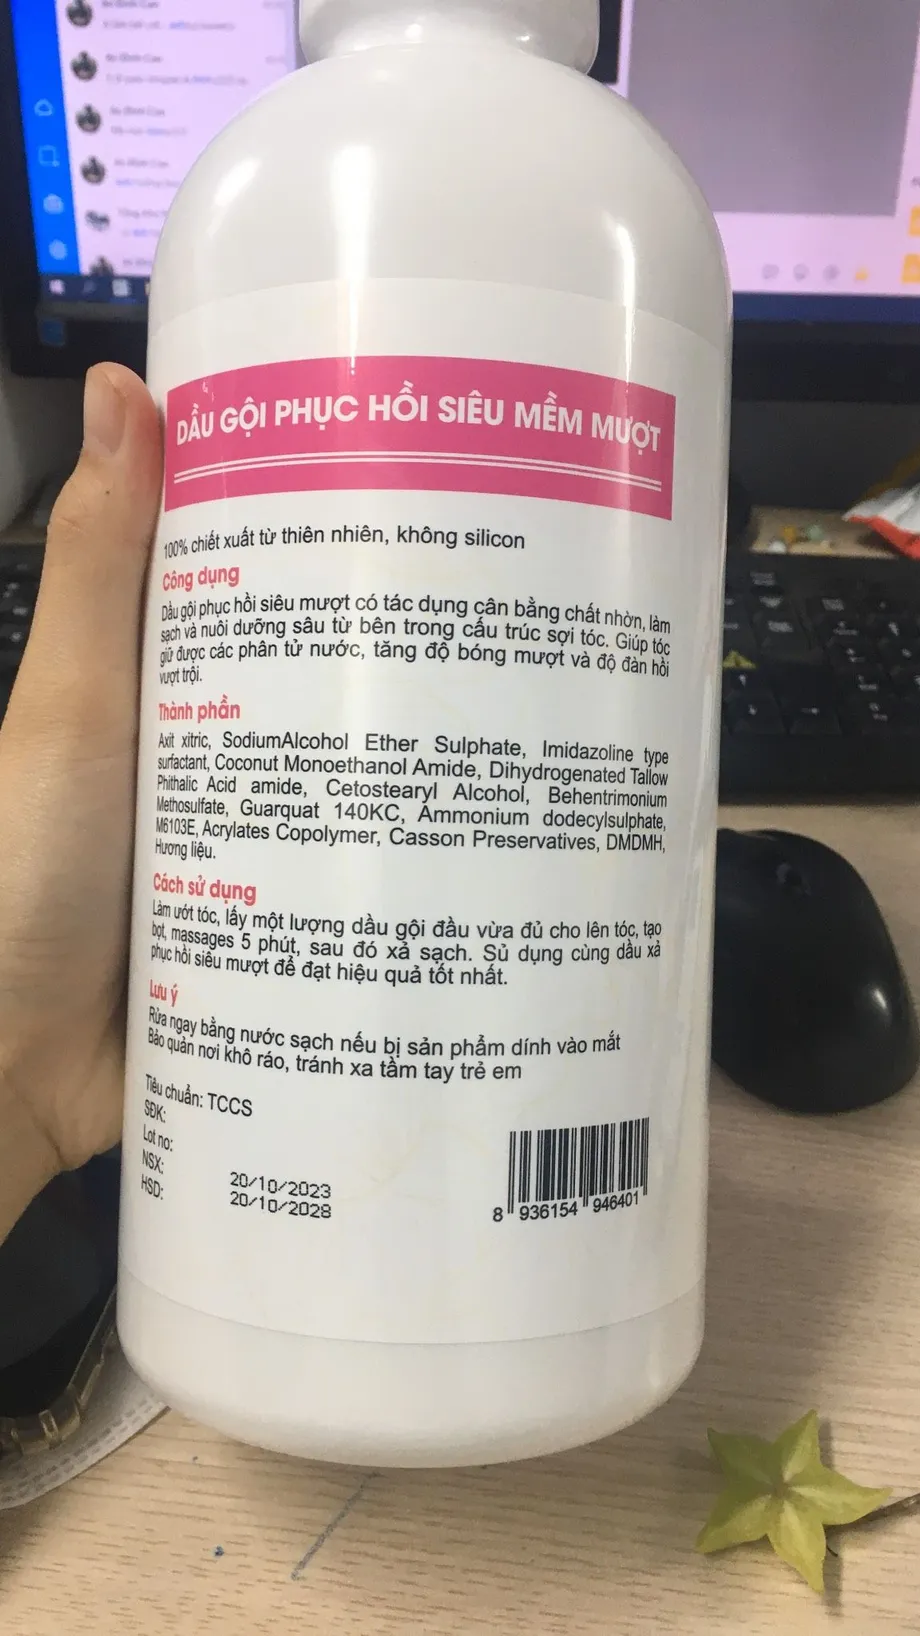 DẦU GỘI PHỤC HỒI SIÊU MỀM MƯỢT
100% chiết xuất từ thiên nhiên, không silicon
Công dụng
Dầu gội phục hồi siêu mượt có tác dụng cân bằng chất nhờn, làm
sạch và nuôi dưỡng sâu từ bên trong cấu trúc sợi tóc. Giúp tóc
giữ được các phân tử nước, tăng độ bóng mượt và độ đàn hồi
vượt trội.
Thành phần
Axit xitric, SodiumAlcohol Ether Sulphate, Imidazoline type
surfactant, Coconut Monoethanol Amide, Dihydrogenated Tallow
Phithalic Acid amide, Cetostearyl Alcohol, Behentrimonium
Methosulfate, Guarquat 140KC, Ammonium dodecylsulphate,
M6103E, Acrylates Copolymer, Casson Preservatives, DMDMH,
Hương liệu.
Cách sử dụng
Làm ướt tóc, lấy một lượng dầu gội đầu vừa đủ cho lên tóc, tạo
bọt, massages 5 phút, sau đó xả sạch. Sủ dụng cùng dầu xả
phục hồi siêu mượt để đạt hiệu quả tốt nhất.
Lưu ý
Rửa ngay bằng nước sạch nếu bị sản phẩm dính vào mắt
Bảo quản nơi khô ráo, tránh xa tầm tay trẻ em
Tiêu chuẩn: TCCS
SĐK:
Lot no:
NSX: 20/10/2023
HSD: 20/10/2028
8 936154 946401